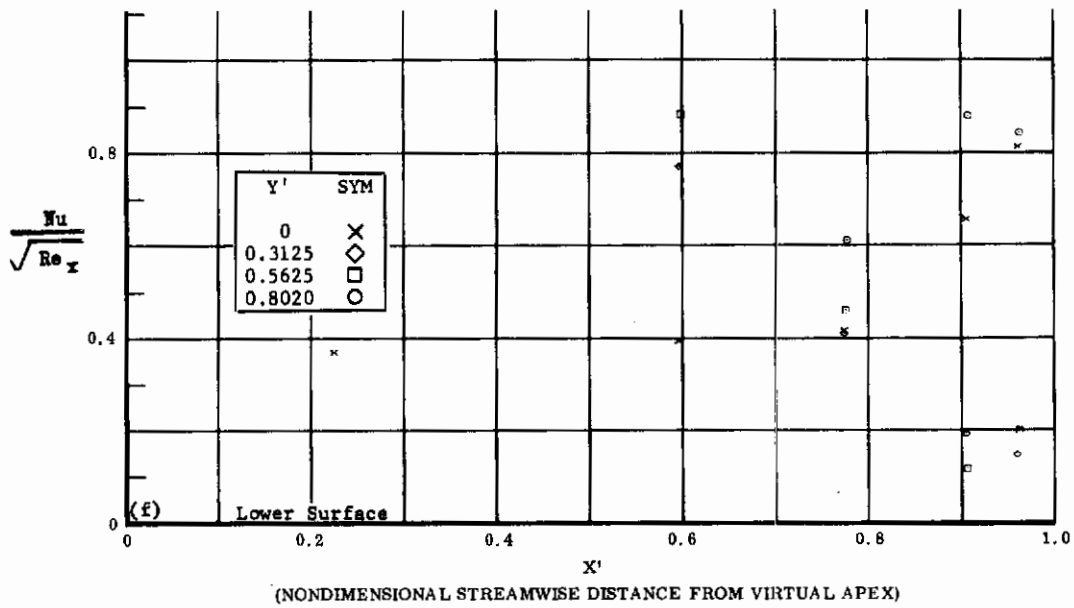 0.8
Nu
√Re x
0.4
0
Y' SYM
0 ×
0.3125 ◇
0.5625 □
0.8020 ○
(f) Lower Surface
0 0.2 0.4 0.6 0.8 1.0
X'
(NONDIMENSIONAL STREAMWISE DISTANCE FROM VIRTUAL APEX)